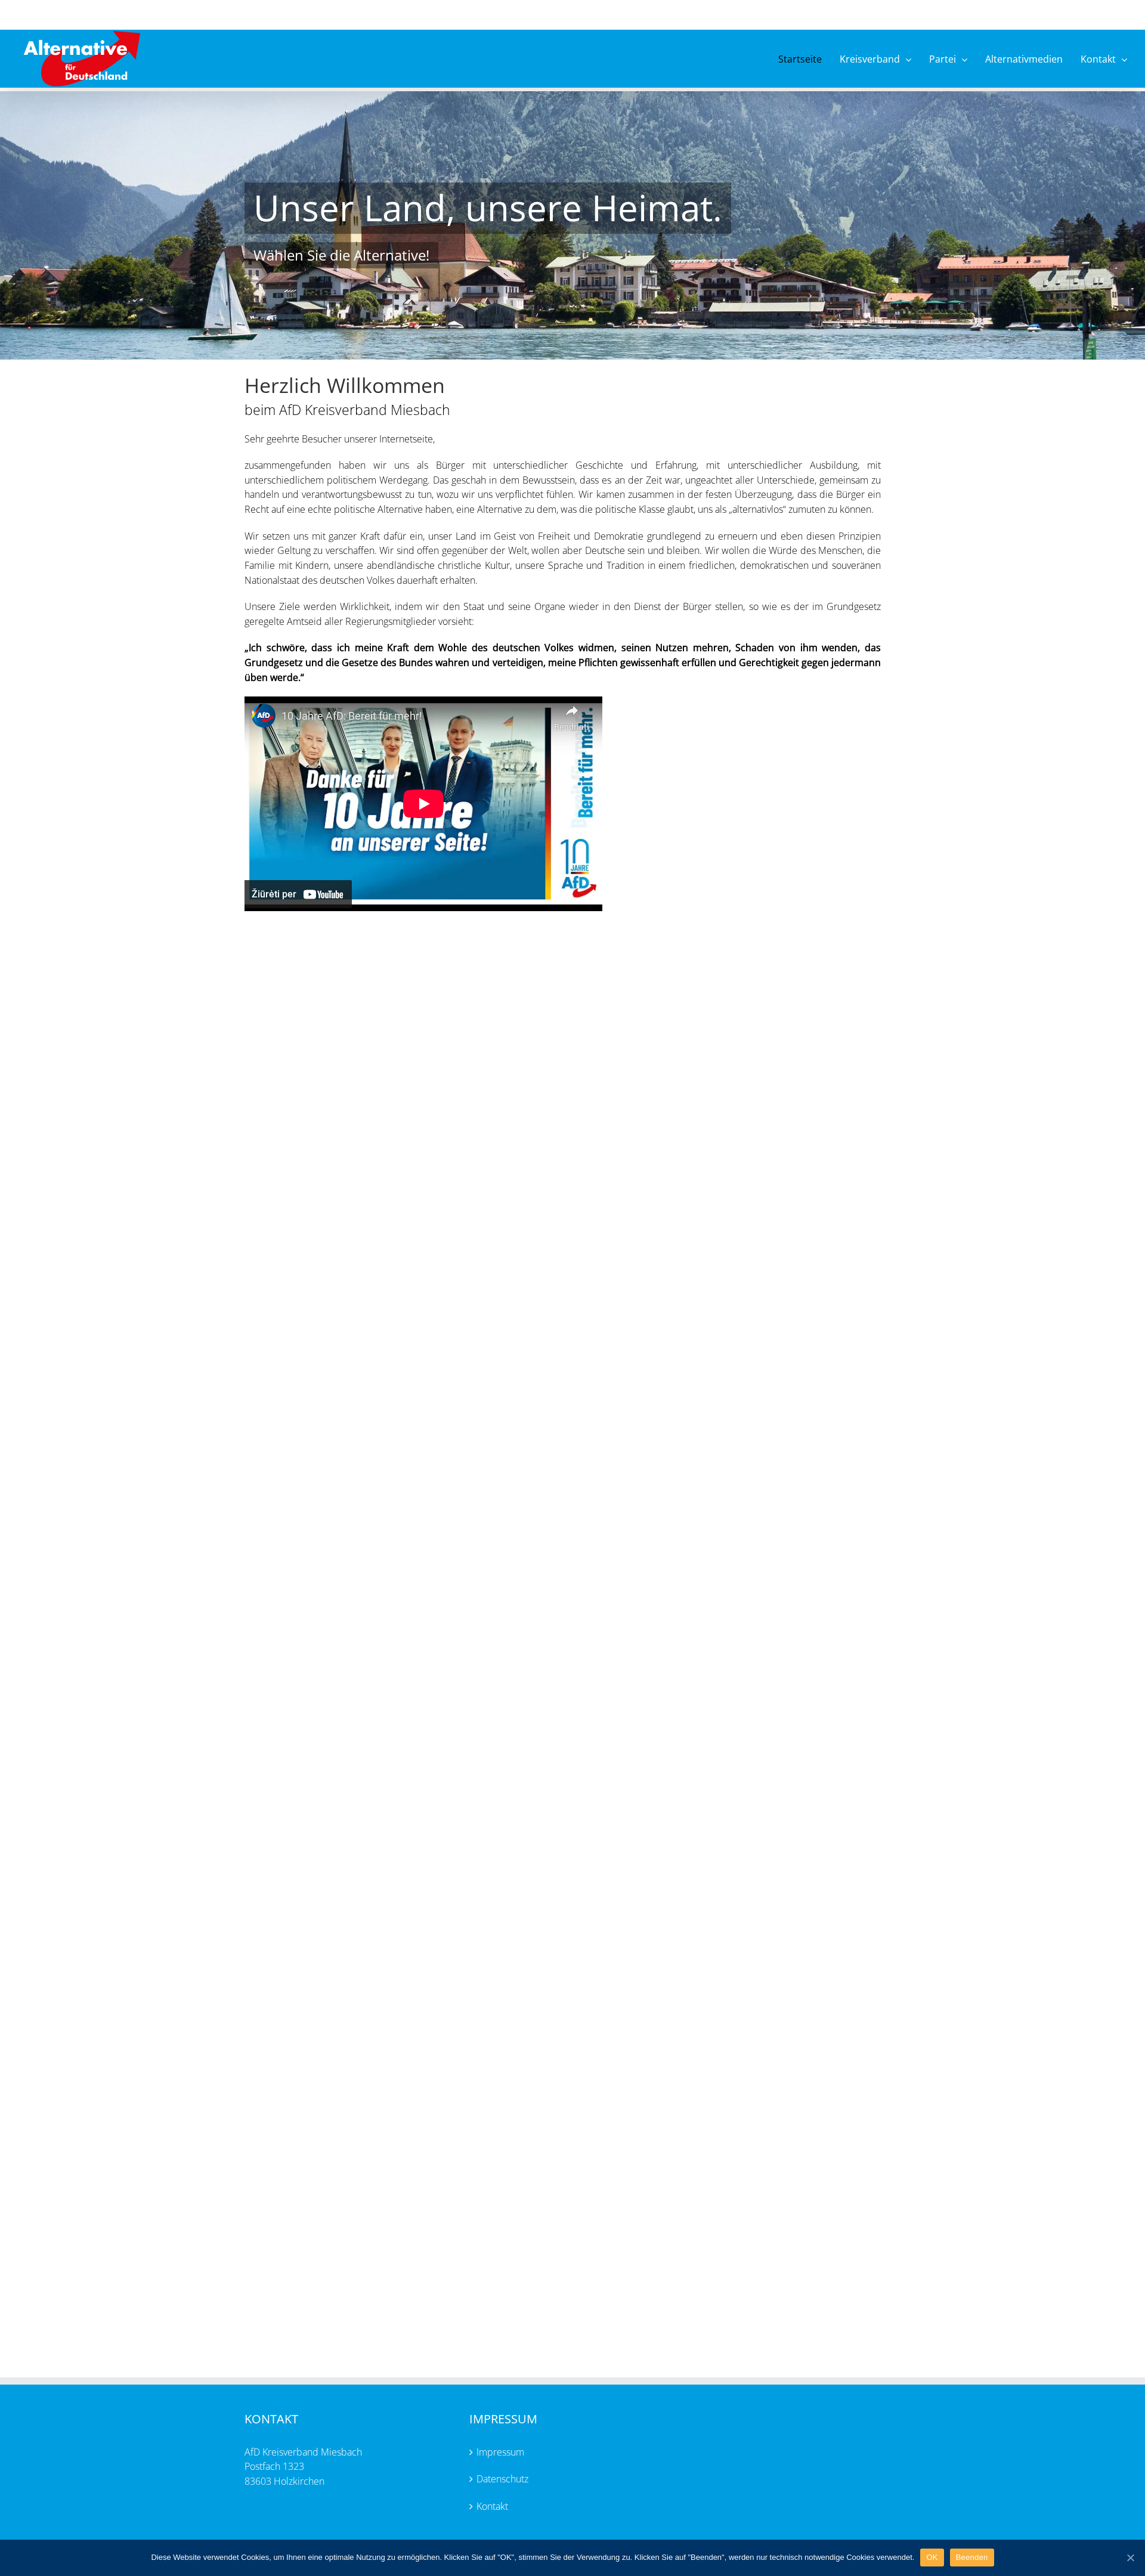 Alternative
für
Deutschland
Startseite
Kreisverband
Partei
Alternativmedien
Kontakt
Unser Land, unsere Heimat.
Wählen Sie die Alternative!
Herzlich Willkommen
beim AfD Kreisverband Miesbach
Sehr geehrte Besucher unserer Internetseite,
zusammengefunden haben wir uns als Bürger mit unterschiedlicher Geschichte und Erfahrung, mit unterschiedlicher Ausbildung, mit
unterschiedlichem politischem Werdegang. Das geschah in dem Bewusstsein, dass es an der Zeit war, ungeachtet aller Unterschiede, gemeinsam zu
handeln und verantwortungsbewusst zu tun, wozu wir uns verpflichtet fühlen. Wir kamen zusammen in der festen Überzeugung, dass die Bürger ein
Recht auf eine echte politische Alternative haben, eine Alternative zu dem, was die politische Klasse glaubt, uns als „alternativlos“ zumuten zu können.
Wir setzen uns mit ganzer Kraft dafür ein, unser Land im Geist von Freiheit und Demokratie grundlegend zu erneuern und eben diesen Prinzipien
wieder Geltung zu verschaffen. Wir sind offen gegenüber der Welt, wollen aber Deutsche sein und bleiben. Wir wollen die Würde des Menschen, die
Familie mit Kindern, unsere abendländische christliche Kultur, unsere Sprache und Tradition in einem friedlichen, demokratischen und souveränen
Nationalstaat des deutschen Volkes dauerhaft erhalten.
Unsere Ziele werden Wirklichkeit, indem wir den Staat und seine Organe wieder in den Dienst der Bürger stellen, so wie es der im Grundgesetz
geregelte Amtseid aller Regierungsmitglieder vorsieht:
„Ich schwöre, dass ich meine Kraft dem Wohle des deutschen Volkes widmen, seinen Nutzen mehren, Schaden von ihm wenden, das
Grundgesetz und die Gesetze des Bundes wahren und verteidigen, meine Pflichten gewissenhaft erfüllen und Gerechtigkeit gegen jedermann
üben werde.“
AfD
10 Jahre AfD: Bereit für mehr!
Danke für
10 Jahre
an unserer Seite!
Bereit für mehr.
10
JAHRE
AfD
Žiūrėti per YouTube
KONTAKT
AfD Kreisverband Miesbach
Postfach 1323
83603 Holzkirchen
IMPRESSUM
Impressum
Datenschutz
Kontakt
Diese Website verwendet Cookies, um Ihnen eine optimale Nutzung zu ermöglichen. Klicken Sie auf "OK", stimmen Sie der Verwendung zu. Klicken Sie auf "Beenden", werden nur technisch notwendige Cookies verwendet.
OK
Beenden